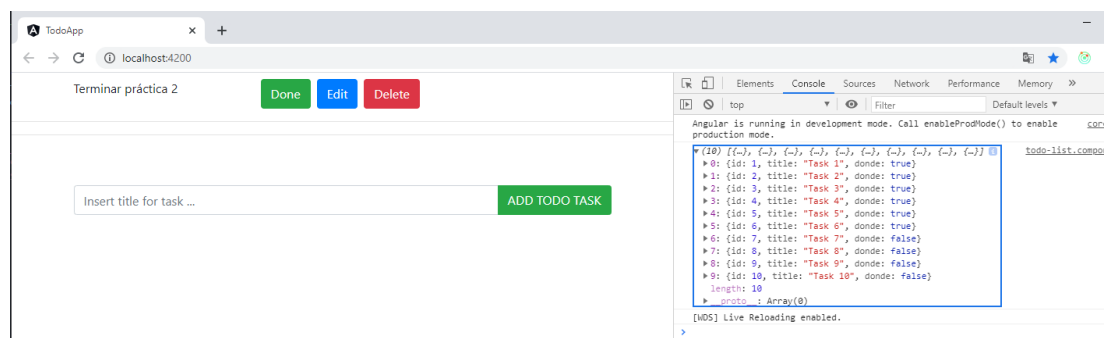 TodoApp
localhost:4200
Terminar práctica 2
Done
Edit
Delete
Insert title for task ...
ADD TODO TASK
Elements Console Sources Network Performance Memory
top Filter Default levels ▼
Angular is running in development mode. Call enableProdMode() to enable
production mode.
(10) [{…}, {…}, {…}, {…}, {…}, {…}, {…}, {…}, {…}, {…}] todo-list.compo
0: {id: 1, title: "Task 1", donde: true}
1: {id: 2, title: "Task 2", donde: true}
2: {id: 3, title: "Task 3", donde: true}
3: {id: 4, title: "Task 4", donde: true}
4: {id: 5, title: "Task 5", donde: true}
5: {id: 6, title: "Task 6", donde: true}
6: {id: 7, title: "Task 7", donde: false}
7: {id: 8, title: "Task 8", donde: false}
8: {id: 9, title: "Task 9", donde: false}
9: {id: 10, title: "Task 10", donde: false}
length: 10
__proto__: Array(0)
[WDS] Live Reloading enabled.